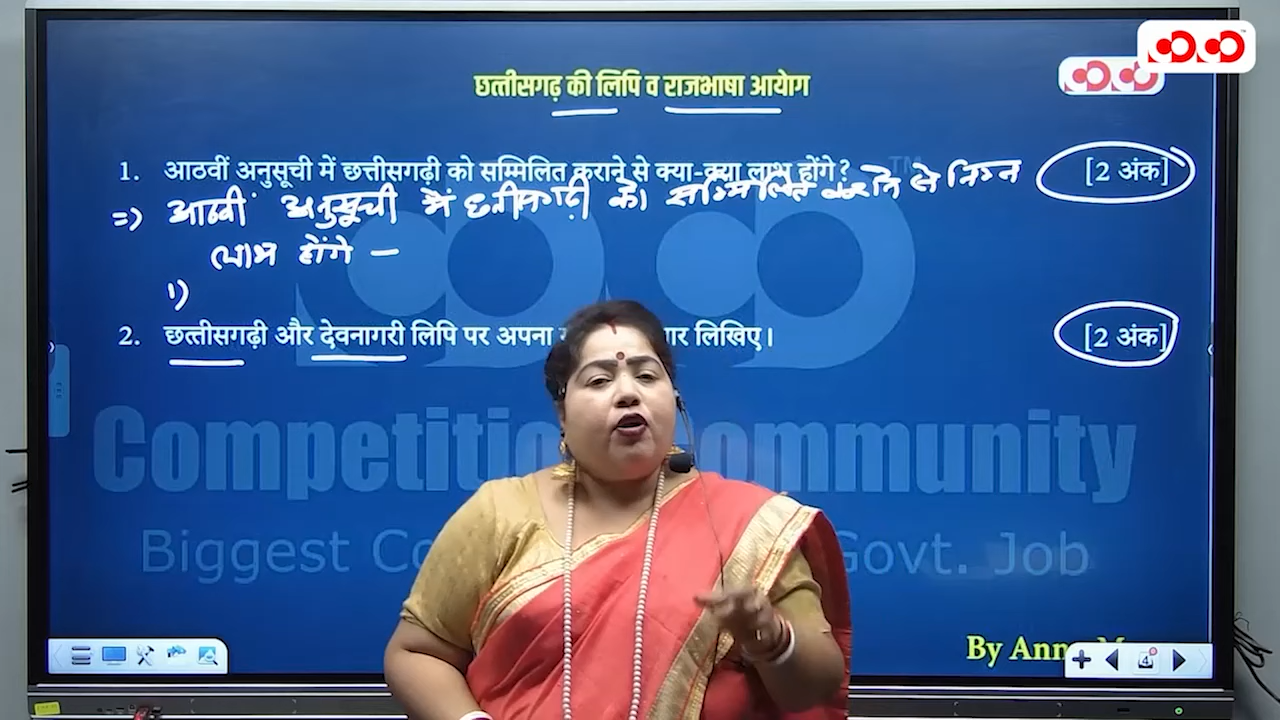 छत्तीसगढ़ की लिपि व राजभाषा आयोग
1. आठवीं अनुसूची में छत्तीसगढ़ी को सम्मिलित कराने से क्या-क्या लाभ होंगे? [2 अंक]
=) आठवीं अनुसूची में छत्तीसगढ़ी को सम्मिलित कराने से निम्न
लाभ होंगे —
1)
2. छत्तीसगढ़ी और देवनागरी लिपि पर अपना लिखिए। [2 अंक]
Competition Community
Biggest Govt. Job
By